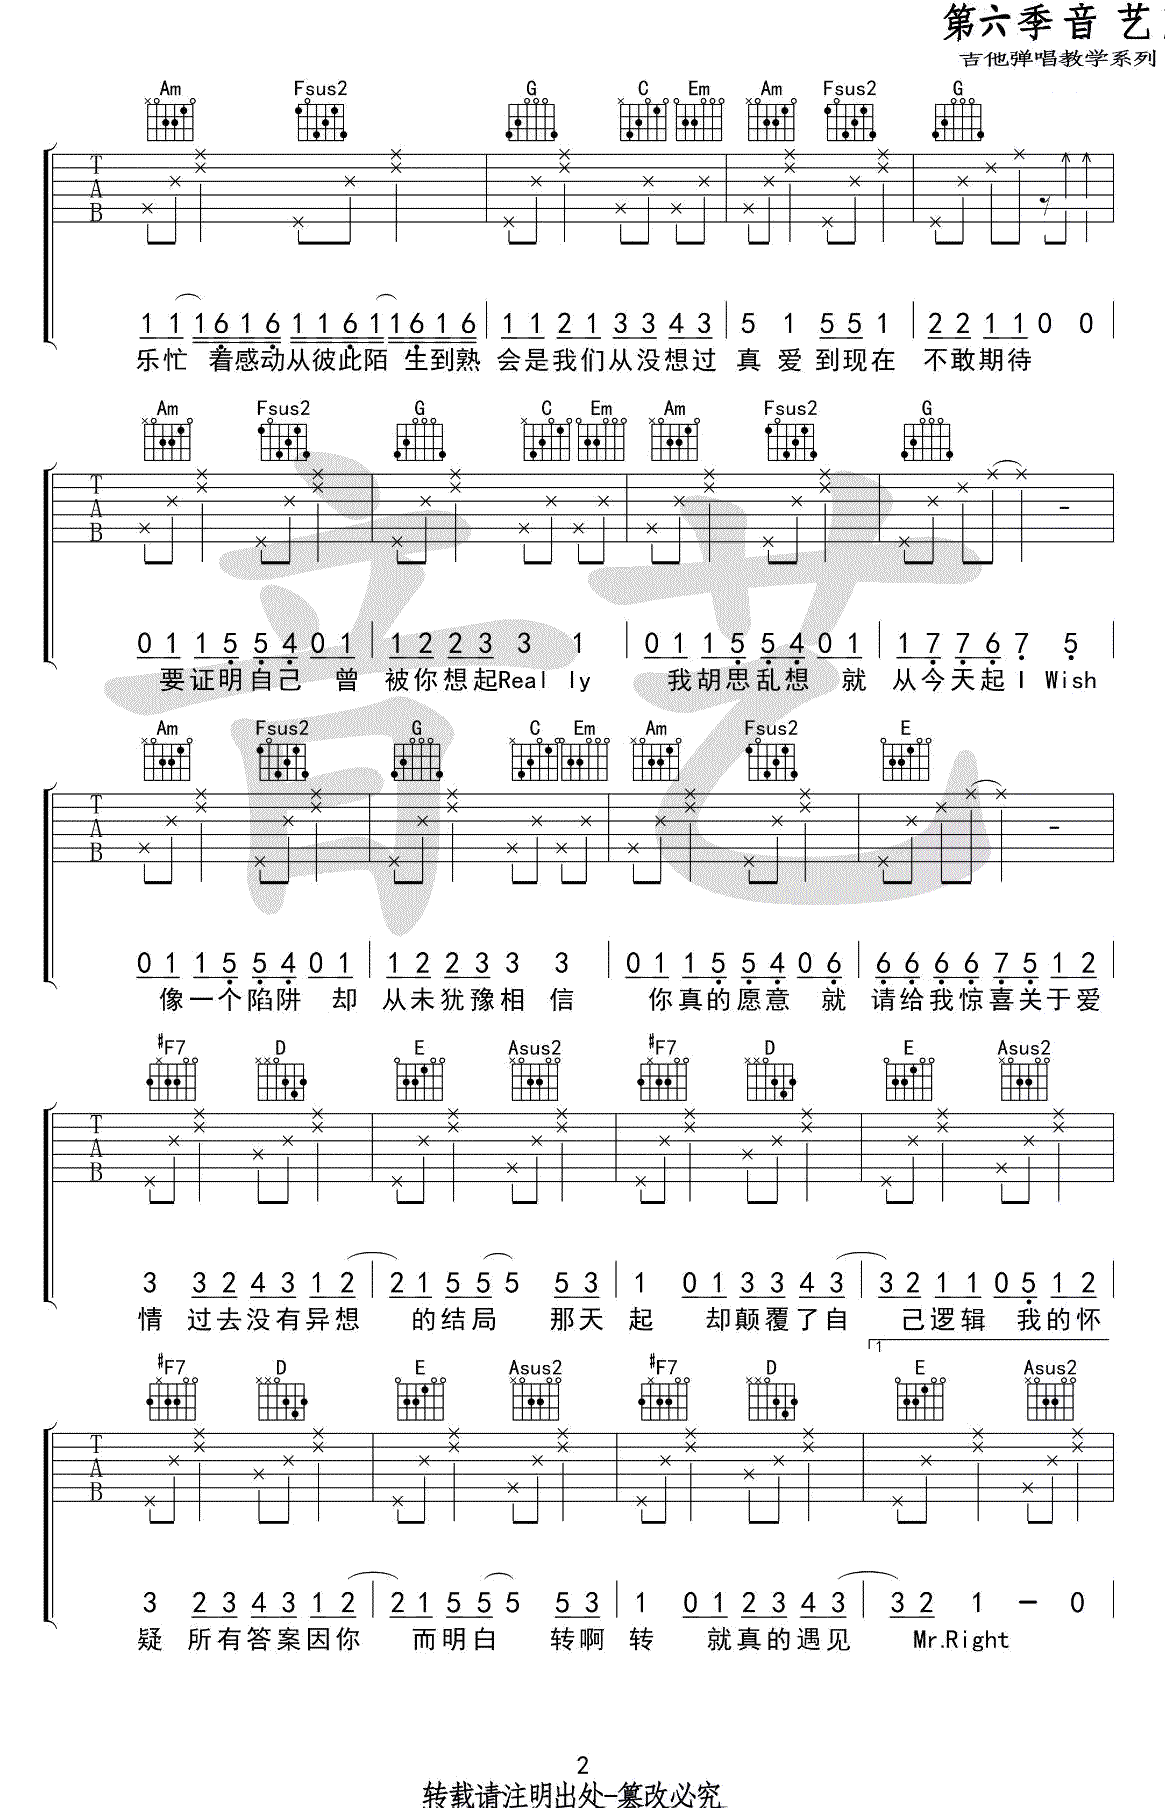 第六季音艺
吉他弹唱教学系列
Am Fsus2 G C Em Am Fsus2 G
T
A
B
1 1 1 6 1 6 1 1 6 1 1 6 1 6 1 1 2 1 3 3 4 3 5 1 5 5 1 2 2 1 1 0 0
乐忙 着感动从彼此陌 生到熟 会是我们从没想过 真 爱到现在 不敢期待
Am Fsus2 G C Em Am Fsus2 G
T
A
B
0 1 1 5 5 4 0 1 1 2 2 3 3 1 0 1 1 5 5 4 0 1 1 7 7 6 7 5
要证明自己 曾 被你想起Really 我胡思乱想 就 从今天起 I Wish
Am Fsus2 G C Em Am Fsus2 E
T
A
B
0 1 1 5 5 4 0 1 1 2 2 3 3 3 0 1 1 5 5 4 0 6 6 6 6 6 7 5 1 2
像一个陷阱 却 从未犹豫相 信 你真的愿意 就 请给我惊喜关于爱
#F7 D E Asus2 #F7 D E Asus2
T
A
B
3 3 2 4 3 1 2 2 1 5 5 5 5 3 1 0 1 3 3 4 3 3 2 1 1 0 5 1 2
情 过去没有异想 的结局 那天 起 却颠覆了自 己逻辑 我的怀
1
#F7 D E Asus2 #F7 D E Asus2
T
A
B
3 2 3 4 3 1 2 2 1 5 5 5 5 3 1 0 1 2 3 4 3 3 2 1 — 0
疑 所有答案因你 而明白 转啊 转 就真的遇见 Mr.Right
音艺
2
转载请注明出处-篡改必究